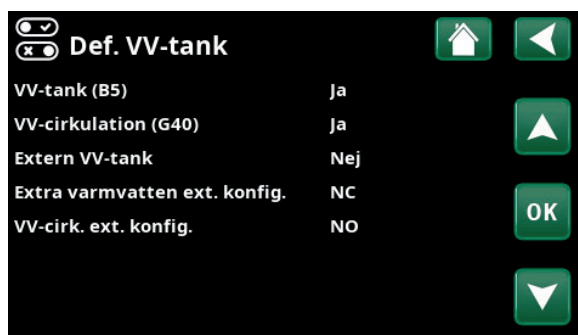 Def. VV-tank
VV-tank (B5) Ja
VV-cirkulation (G40) Ja
Extern VV-tank Nej
Extra varmvatten ext. konfig. NC
OK
VV-cirk. ext. konfig. NO